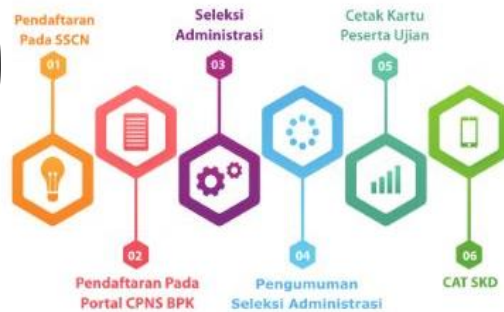 Pendaftaran
Pada SSCN
01
02
Pendaftaran Pada
Portal CPNS BPK
Seleksi
Administrasi
03
04
Pengumuman
Seleksi Administrasi
Cetak Kartu
Peserta Ujian
05
06
CAT SKD